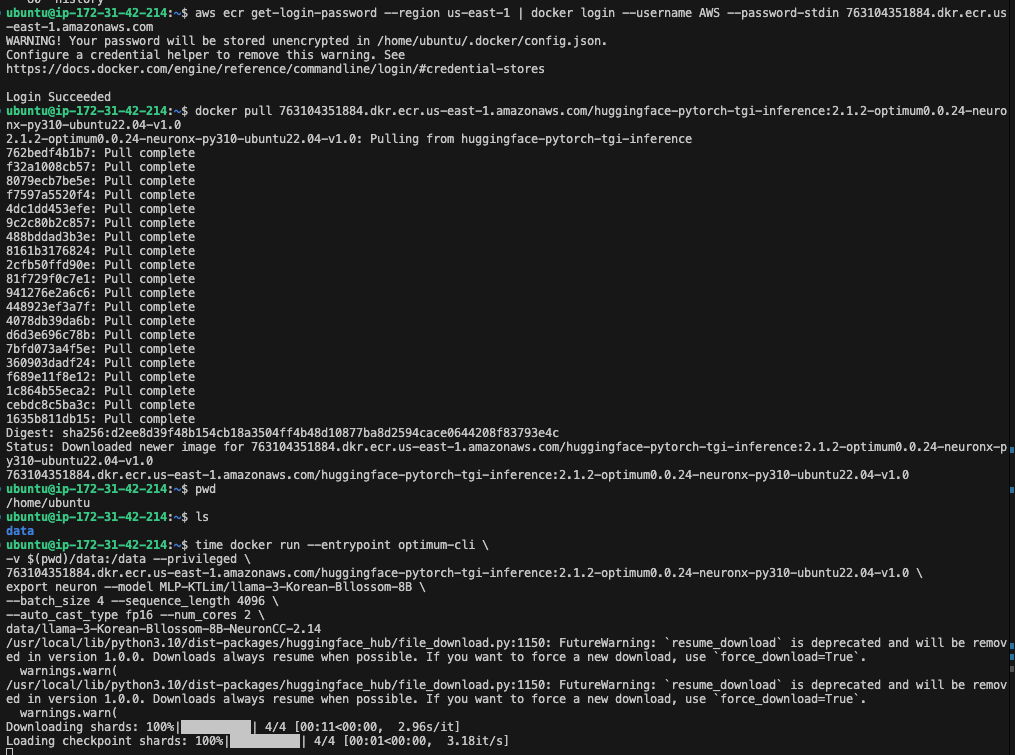 ubuntu@ip-172-31-42-214:~$ aws ecr get-login-password --region us-east-1 | docker login --username AWS --password-stdin 763104351884.dkr.ecr.us
-east-1.amazonaws.com
WARNING! Your password will be stored unencrypted in /home/ubuntu/.docker/config.json.
Configure a credential helper to remove this warning. See
https://docs.docker.com/engine/reference/commandline/login/#credential-stores
Login Succeeded
ubuntu@ip-172-31-42-214:~$ docker pull 763104351884.dkr.ecr.us-east-1.amazonaws.com/huggingface-pytorch-tgi-inference:2.1.2-optimum0.0.24-neuro
nx-py310-ubuntu22.04-v1.0
2.1.2-optimum0.0.24-neuronx-py310-ubuntu22.04-v1.0: Pulling from huggingface-pytorch-tgi-inference
762bedf4b1b7: Pull complete
f32a1008cb57: Pull complete
8079ecb7be5e: Pull complete
f7597a5520f4: Pull complete
4dc1dd453efe: Pull complete
9c2c80b2c857: Pull complete
488bddad3b3e: Pull complete
8161b3176824: Pull complete
2cfb50ffd90e: Pull complete
81f729f0c7e1: Pull complete
941276e2a6c6: Pull complete
448923ef3a7f: Pull complete
4078db39da6b: Pull complete
d6d3e696c78b: Pull complete
7bfd073a4f5e: Pull complete
360903dadf24: Pull complete
f689e11f8e12: Pull complete
1c864b55eca2: Pull complete
cebdc8c5ba3c: Pull complete
1635b811db15: Pull complete
Digest: sha256:d2ee8d39f48b154cb18a3504ff4b48d10877ba8d2594cace0644208f83793e4c
Status: Downloaded newer image for 763104351884.dkr.ecr.us-east-1.amazonaws.com/huggingface-pytorch-tgi-inference:2.1.2-optimum0.0.24-neuronx-p
y310-ubuntu22.04-v1.0
763104351884.dkr.ecr.us-east-1.amazonaws.com/huggingface-pytorch-tgi-inference:2.1.2-optimum0.0.24-neuronx-py310-ubuntu22.04-v1.0
ubuntu@ip-172-31-42-214:~$ pwd
/home/ubuntu
ubuntu@ip-172-31-42-214:~$ ls
data
ubuntu@ip-172-31-42-214:~$ time docker run --entrypoint optimum-cli \
-v $(pwd)/data:/data --privileged \
763104351884.dkr.ecr.us-east-1.amazonaws.com/huggingface-pytorch-tgi-inference:2.1.2-optimum0.0.24-neuronx-py310-ubuntu22.04-v1.0 \
export neuron --model MLP-KTLim/llama-3-Korean-Bllossom-8B \
--batch_size 4 --sequence_length 4096 \
--auto_cast_type fp16 --num_cores 2 \
data/llama-3-Korean-Bllossom-8B-NeuronCC-2.14
/usr/local/lib/python3.10/dist-packages/huggingface_hub/file_download.py:1150: FutureWarning: `resume_download` is deprecated and will be remov
ed in version 1.0.0. Downloads always resume when possible. If you want to force a new download, use `force_download=True`.
  warnings.warn(
/usr/local/lib/python3.10/dist-packages/huggingface_hub/file_download.py:1150: FutureWarning: `resume_download` is deprecated and will be remov
ed in version 1.0.0. Downloads always resume when possible. If you want to force a new download, use `force_download=True`.
  warnings.warn(
Downloading shards: 100%|██████████| 4/4 [00:11<00:00,  2.96s/it]
Loading checkpoint shards: 100%|██████████| 4/4 [00:01<00:00,  3.18it/s]